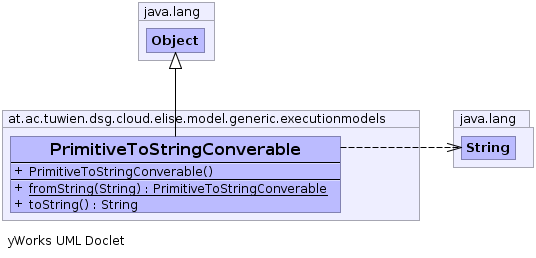 java.lang
Object
at.ac.tuwien.dsg.cloud.elise.model.generic.executionmodels
java.lang
PrimitiveToStringConverable
String
+ PrimitiveToStringConverable()
+ fromString(String) : PrimitiveToStringConverable
+ toString() : String
yWorks UML Doclet